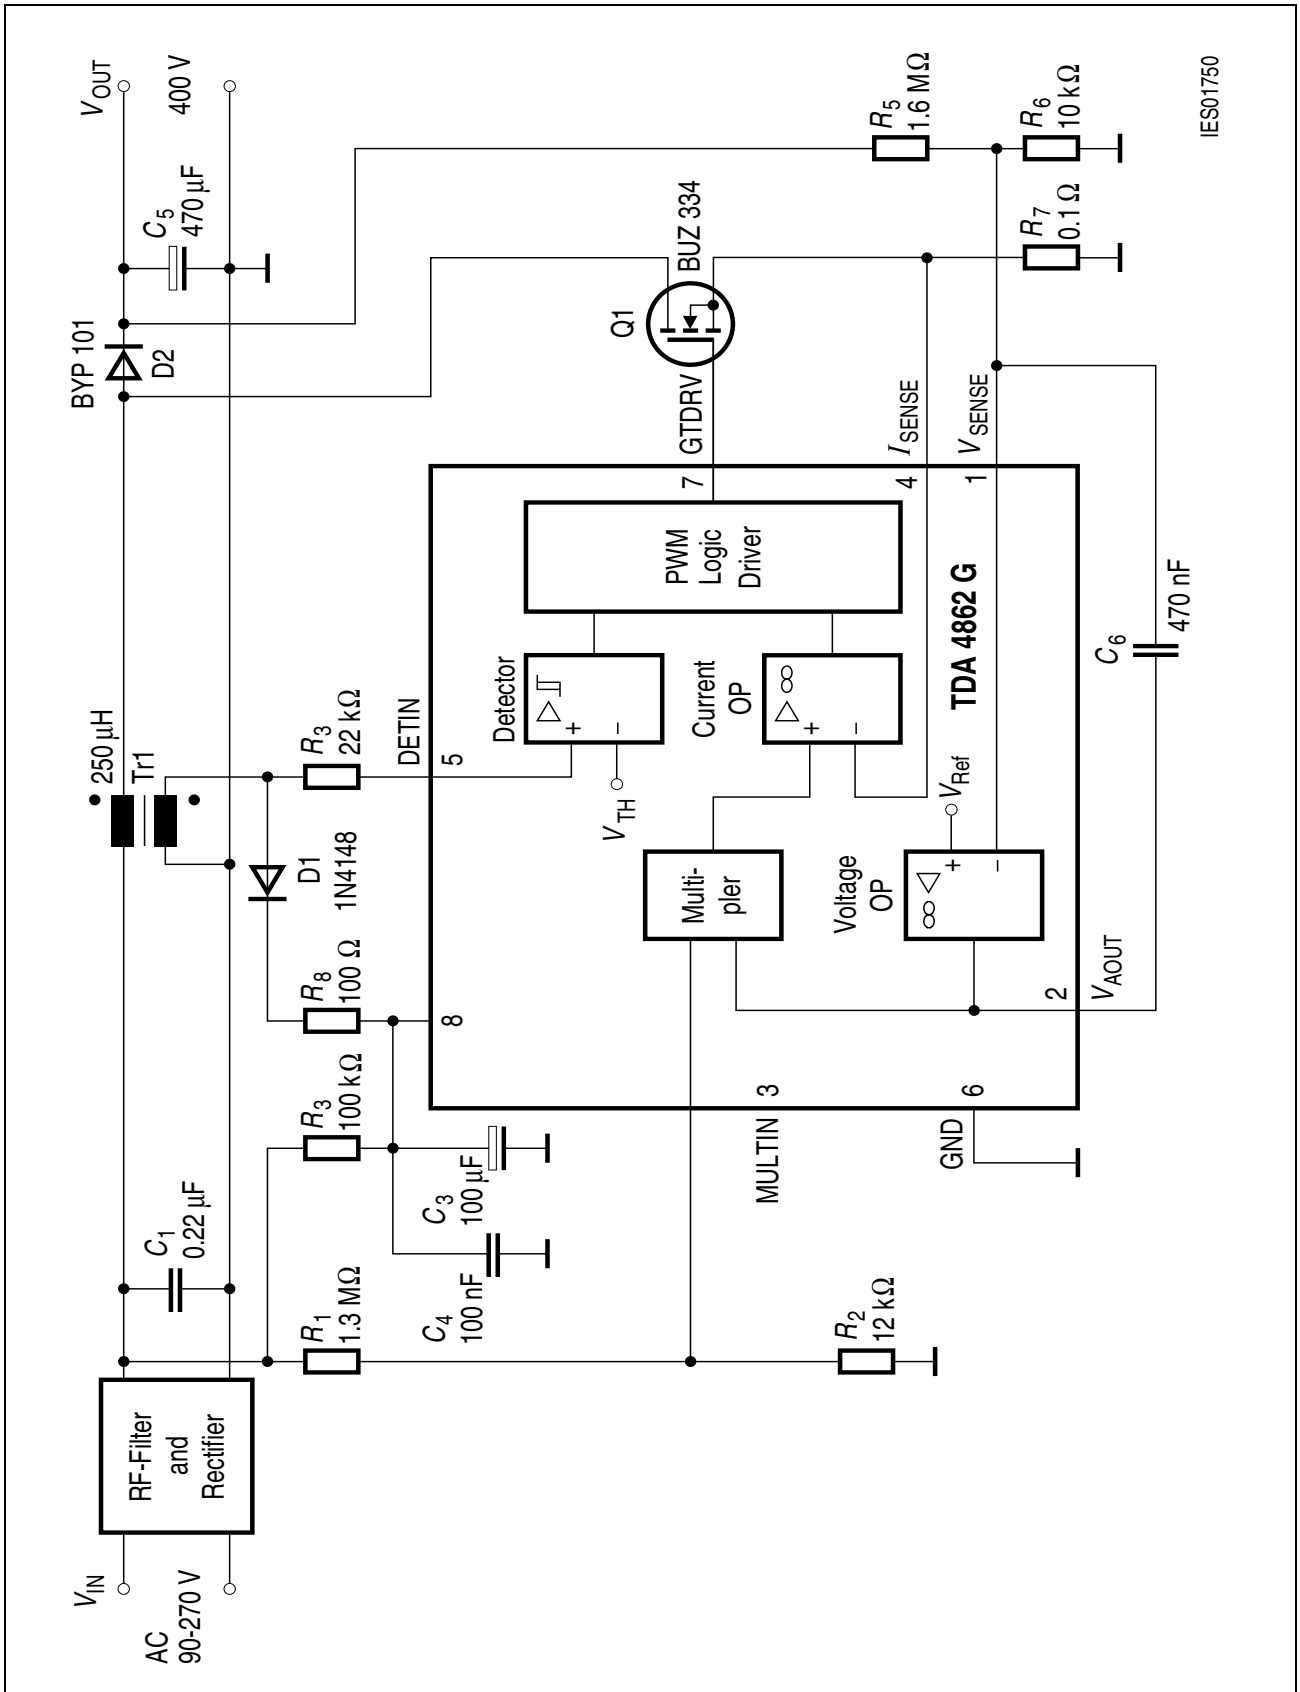 V_IN
AC
90-270 V
RF-Filter
and
Rectifier
C1
0.22 µF
250 µH
Tr1
BYP 101
D2
C5
470 µF
V_OUT
400 V
R1
1.3 MΩ
R3
100 kΩ
R8
100 Ω
D1
1N4148
R3
22 kΩ
C4
100 nF
C3
100 µF
8
DETIN
5
Detector
+
−
V_TH
Multi-
pler
Current
OP
∞
+
−
PWM
Logic
Driver
7
GTDRV
Q1
BUZ 334
R5
1.6 MΩ
MULTIN
3
Voltage
OP
∞
+
−
V_Ref
TDA 4862 G
4
I_SENSE
1
V_SENSE
R7
0.1 Ω
R6
10 kΩ
R2
12 kΩ
GND
6
2
V_AOUT
C6
470 nF
IES01750